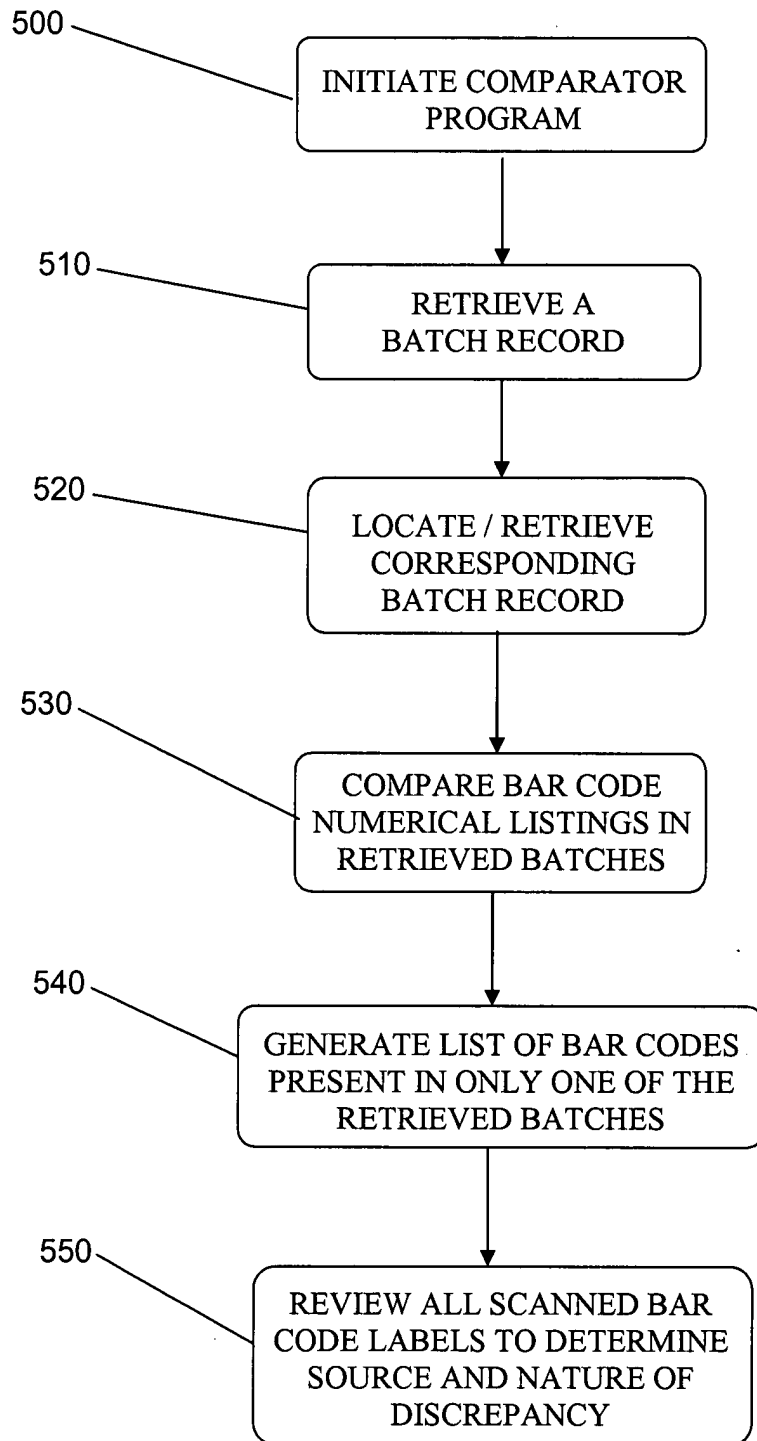 500
INITIATE COMPARATOR
PROGRAM
510
RETRIEVE A
BATCH RECORD
520
LOCATE / RETRIEVE
CORRESPONDING
BATCH RECORD
530
COMPARE BAR CODE
NUMERICAL LISTINGS IN
RETRIEVED BATCHES
540
GENERATE LIST OF BAR CODES
PRESENT IN ONLY ONE OF THE
RETRIEVED BATCHES
550
REVIEW ALL SCANNED BAR
CODE LABELS TO DETERMINE
SOURCE AND NATURE OF
DISCREPANCY